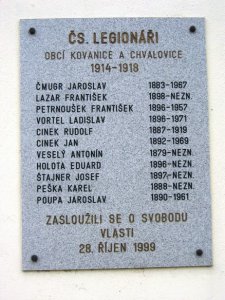 ČS. LEGIONÁŘI
OBCÍ KOVANICE A CHVALOVICE
1914-1918
ČMUGR JAROSLAV 1883-1967
LAZAR FRANTIŠEK 1898-NEZN.
PETRNOUŠEK FRANTIŠEK 1896-1957
VORTEL LADISLAV 1896-1971
CINEK RUDOLF 1887-1919
CINEK JAN 1892-1969
VESELÝ ANTONÍN 1879-NEZN.
HOLOTA EDUARD 1896-NEZN.
ŠTAJNER JOSEF 1897-NEZN.
PEŠKA KAREL 1888-NEZN.
POUPA JAROSLAV 1890-1961
ZASLOUŽILI SE O SVOBODU
VLASTI
28. ŘÍJEN 1999